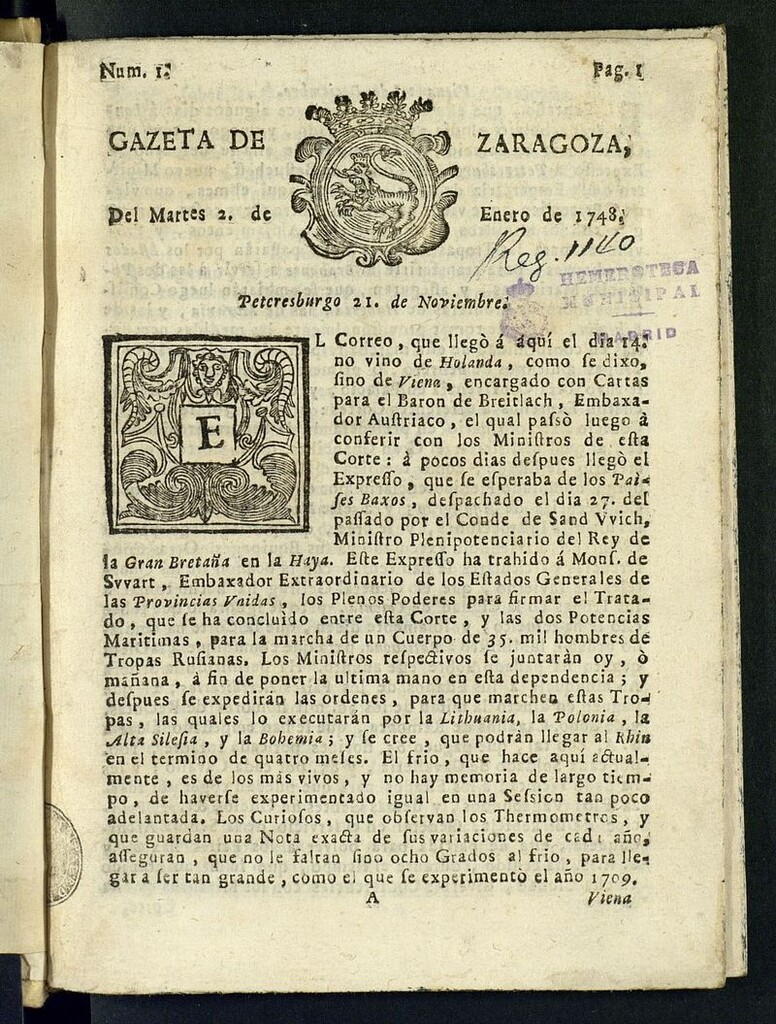 Num. 1.
Pag. 1
GAZETA DE ZARAGOZA,
Del Martes 2. de Enero de 1748.
Reg. 1140
HEMEROTECA
MUNICIPAL
MADRID
Petersburgo 21. de Noviembre.
EL Correo, que llegò á aquí el dia 14.
no vino de Holanda, como ſe dixo,
ſino de Viena, encargado con Cartas
para el Baron de Breitlach, Embaxa-
dor Auſtriaco, el qual paſsò luego à
conferir con los Miniſtros de eſta
Corte: à pocos dias deſpues llegò el
Expreſſo, que ſe eſperaba de los Paì-
ſes Baxos, deſpachado el dia 27. del
paſſado por el Conde de Sand Vvich,
Miniſtro Plenipotenciario del Rey de
la Gran Bretaña en la Haya. Eſte Expreſſo ha trahido á Monſ. de
Svvart, Embaxador Extraordinario de los Eſtados Generales de
las Provincias Vnidas, los Plenos Poderes para firmar el Trata-
do, que ſe ha concluìdo entre eſta Corte, y las dos Potencias
Maritimas, para la marcha de un Cuerpo de 35. mil hombres de
Tropas Ruſianas. Los Miniſtros reſpectivos ſe juntaràn oy, ò
mañana, à fin de poner la ultima mano en eſta dependencia; y
deſpues ſe expediràn las ordenes, para que marchen eſtas Tro-
pas, las quales lo executarán por la Lithuania, la Polonia, la
Alta Sileſia, y la Bohemia; y ſe cree, que podràn llegar al Rhin
en el termino de quatro meſes. El frio, que hace aquì actual-
mente, es de los más vivos, y no hay memoria de largo tiem-
po, de haverſe experimentado igual en una Seſsion tan poco
adelantada. Los Curioſos, que obſervan los Thermometros, y
que guardan una Nota exacta de ſus variaciones de cada año,
aſſeguran, que no le faltan ſino ocho Grados al frio, para lle-
gar a ſer tan grande, como el que ſe experimentò el año 1709.
A
Viena